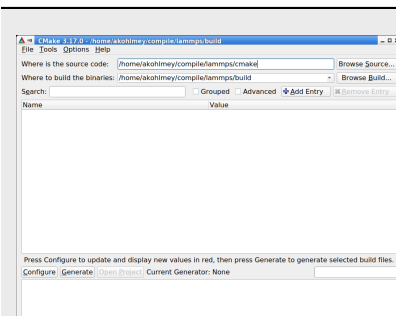 CMake 3.17.0 - /home/akohlmey/compile/lammps/build
File Tools Options Help
Where is the source code: /home/akohlmey/compile/lammps/cmake Browse Source...
Where to build the binaries: /home/akohlmey/compile/lammps/build Browse Build...
Search: Grouped Advanced Add Entry Remove Entry
Name Value
Press Configure to update and display new values in red, then press Generate to generate selected build files.
Configure Generate Open Project Current Generator: None